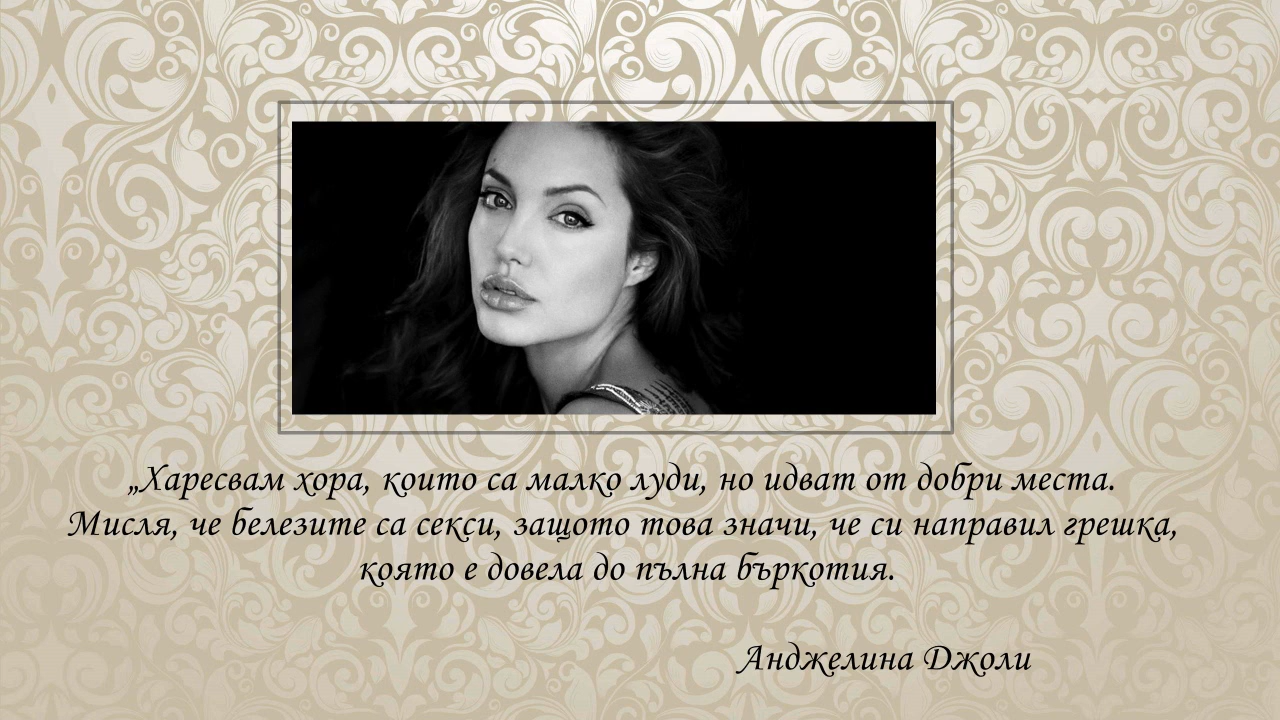 „Харесвам хора, които са малко луди, но идват от добри места.
Мисля, че белезите са секси, защото това значи, че си направил грешка,
която е довела до пълна бъркотия.
Анджелина Джоли